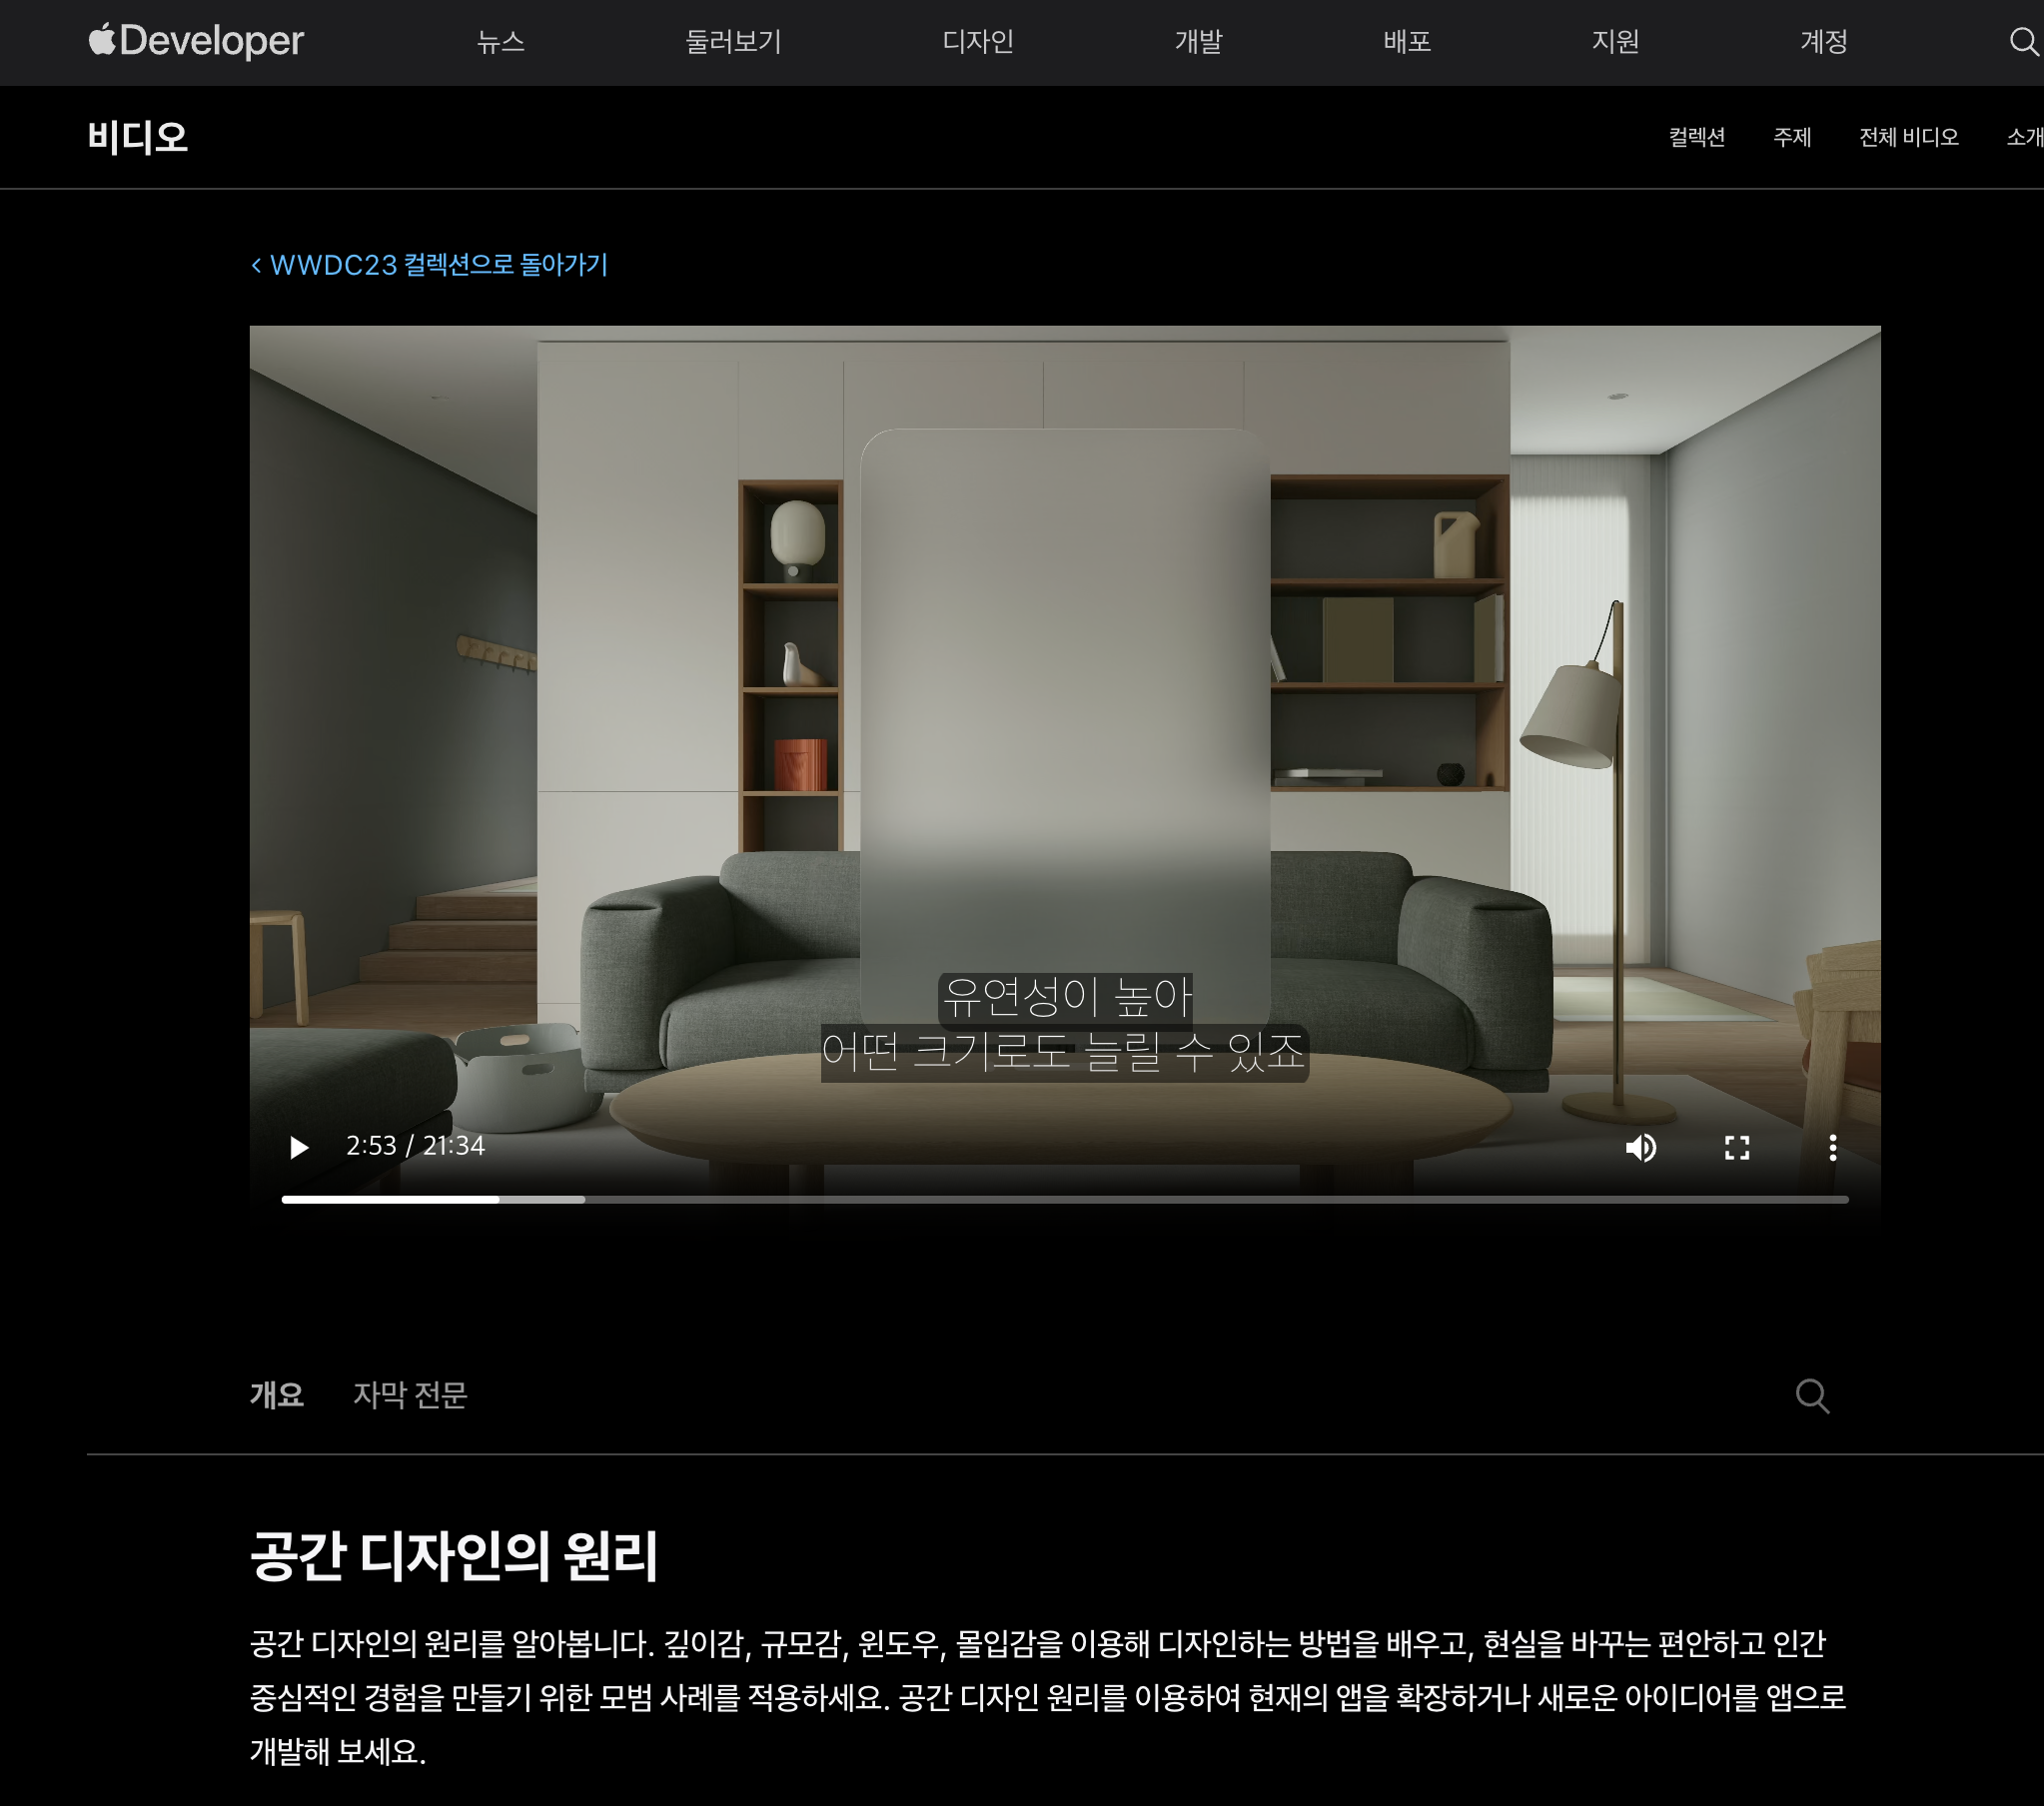 Developer
뉴스
둘러보기
디자인
개발
배포
지원
계정
비디오
컬렉션
주제
전체 비디오
소개
WWDC23 컬렉션으로 돌아가기
유연성이 높아
어떤 크기로도 늘릴 수 있죠
2:53 / 21:34
개요
자막 전문
공간 디자인의 원리
공간 디자인의 원리를 알아봅니다. 깊이감, 규모감, 윈도우, 몰입감을 이용해 디자인하는 방법을 배우고, 현실을 바꾸는 편안하고 인간
중심적인 경험을 만들기 위한 모범 사례를 적용하세요. 공간 디자인 원리를 이용하여 현재의 앱을 확장하거나 새로운 아이디어를 앱으로
개발해 보세요.